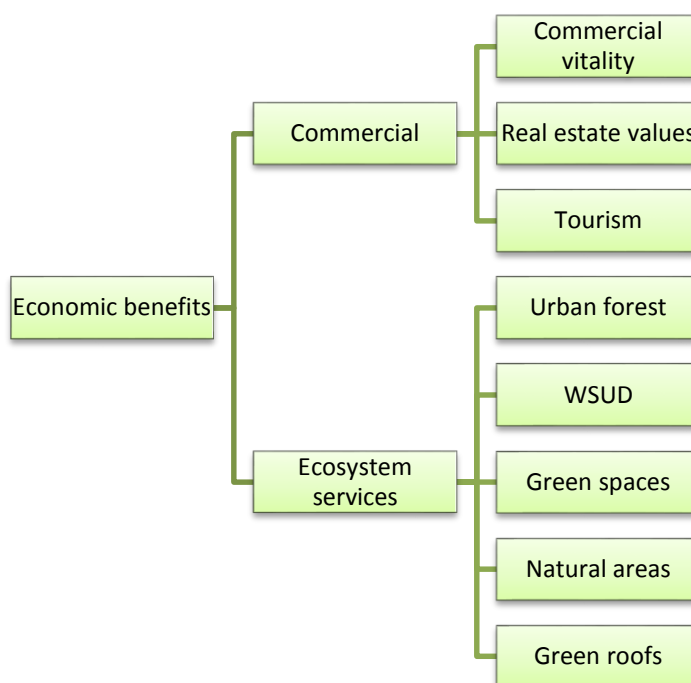 Commercial
vitality
Commercial
Real estate values
Tourism
Economic benefits
Urban forest
WSUD
Ecosystem
services
Green spaces
Natural areas
Green roofs